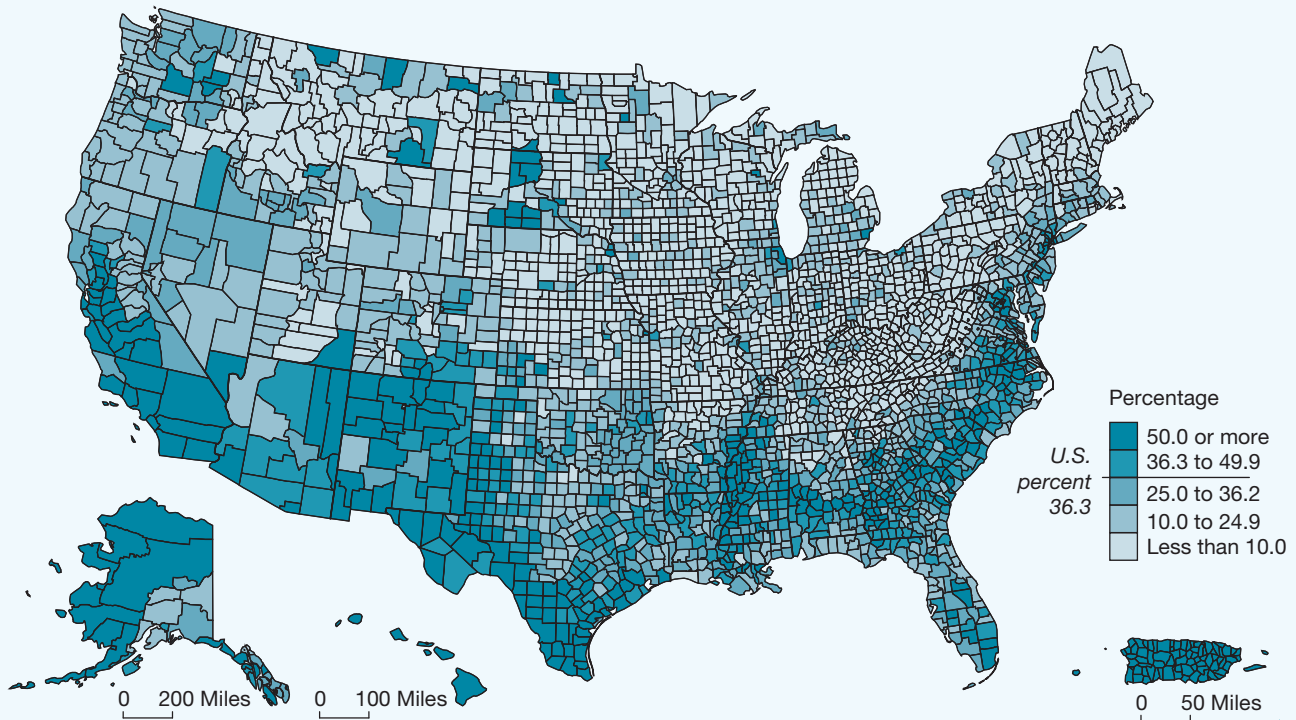 Percentage
50.0 or more
36.3 to 49.9
U.S.
percent
36.3
25.0 to 36.2
10.0 to 24.9
Less than 10.0
0 200 Miles
0 100 Miles
0 50 Miles